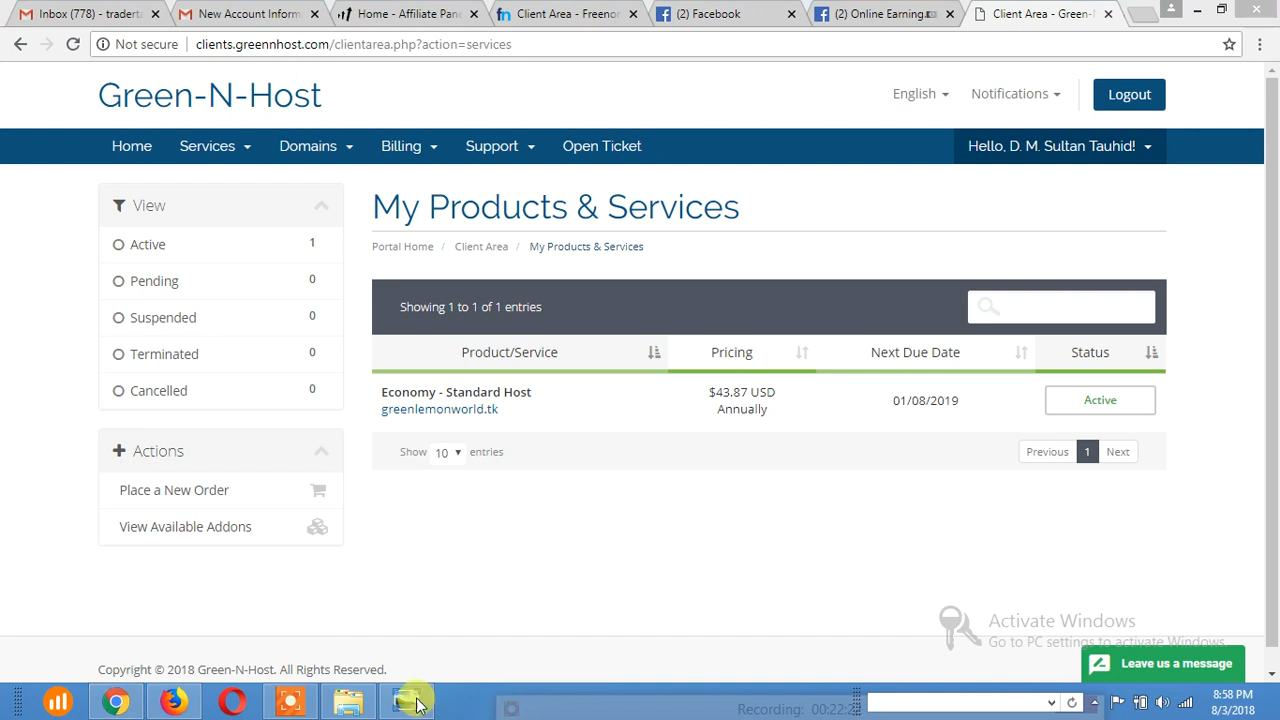 Inbox (778) - traderta
New Account Inform
Home - Affiliate Pane
Client Area - Freenor
(2) Facebook
(2) Online Earning.
Client Area - Green-N
Not secure
clients.greennhost.com/clientarea.php?action=services
Green-N-Host
English
Notifications
Logout
Home
Services
Domains
Billing
Support
Open Ticket
Hello, D. M. Sultan Tauhid!
View
Active 1
Pending 0
Suspended 0
Terminated 0
Cancelled 0
Actions
Place a New Order
View Available Addons
My Products & Services
Portal Home / Client Area / My Products & Services
Showing 1 to 1 of 1 entries
Product/Service
Pricing
Next Due Date
Status
Economy - Standard Host
greenlemonworld.tk
$43.87 USD
Annually
01/08/2019
Active
Show 10 entries
Previous 1 Next
Activate Windows
Go to PC settings to activate Windows.
Copyright © 2018 Green-N-Host. All Rights Reserved.
Leave us a message
Recording: 00:22:2
8:58 PM
8/3/2018